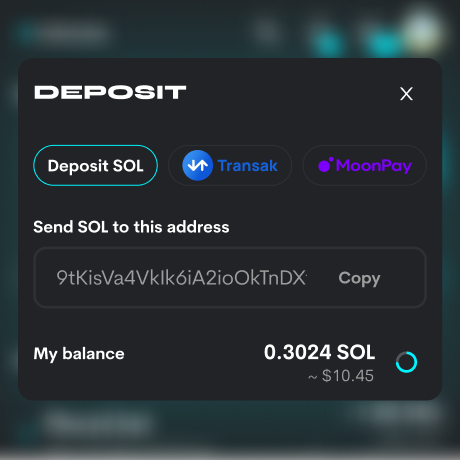 DEPOSIT
X
Deposit SOL
Transak
MoonPay
Send SOL to this address
9tKisVa4VkIk6iA2ioOkTnDX
Copy
My balance
0.3024 SOL
~ $10.45